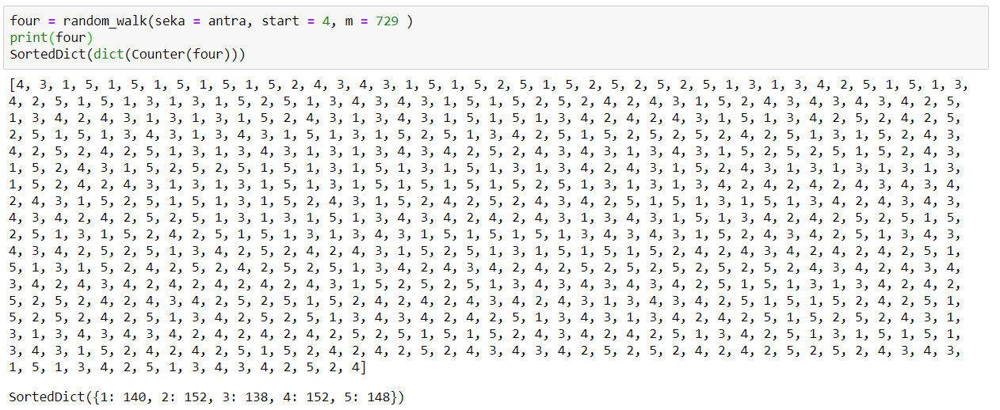 four = random_walk(seka = antra, start = 4, m = 729 )
print(four)
SortedDict(dict(Counter(four)))
[4, 3, 1, 5, 1, 5, 1, 5, 1, 5, 1, 5, 2, 4, 3, 4, 3, 1, 5, 1, 5, 2, 5, 1, 5, 2, 5, 2, 5, 2, 5, 1, 3, 1, 3, 4, 2, 5, 1, 5, 1, 3,
4, 2, 5, 1, 5, 1, 3, 1, 3, 1, 5, 2, 5, 1, 3, 4, 3, 4, 3, 1, 5, 1, 5, 2, 5, 2, 4, 2, 4, 3, 1, 5, 2, 4, 3, 4, 3, 4, 3, 4, 2, 5,
1, 3, 4, 2, 4, 3, 1, 3, 1, 3, 1, 5, 2, 4, 3, 1, 3, 4, 3, 1, 5, 1, 5, 1, 3, 4, 2, 4, 2, 4, 3, 1, 5, 1, 3, 4, 2, 5, 2, 4, 2, 5,
2, 5, 1, 5, 1, 3, 4, 3, 1, 3, 4, 3, 1, 5, 1, 3, 1, 5, 2, 5, 1, 3, 4, 2, 5, 1, 5, 2, 5, 2, 5, 2, 4, 2, 5, 1, 3, 1, 5, 2, 4, 3,
4, 2, 5, 2, 4, 2, 5, 1, 3, 1, 3, 4, 3, 1, 3, 1, 3, 4, 3, 4, 2, 5, 2, 4, 3, 4, 3, 1, 3, 4, 3, 1, 5, 2, 5, 2, 5, 1, 5, 2, 4, 3,
1, 5, 2, 4, 3, 1, 5, 2, 5, 2, 5, 1, 5, 1, 3, 1, 5, 1, 3, 1, 5, 1, 3, 1, 3, 4, 2, 4, 3, 1, 5, 2, 4, 3, 1, 3, 1, 3, 1, 3, 1, 3,
1, 5, 2, 4, 2, 4, 3, 1, 3, 1, 3, 1, 5, 1, 3, 1, 5, 1, 5, 1, 5, 1, 5, 2, 5, 1, 3, 1, 3, 1, 3, 4, 2, 4, 2, 4, 2, 4, 3, 4, 3, 4,
2, 4, 3, 1, 5, 2, 5, 1, 5, 1, 3, 1, 5, 2, 4, 3, 1, 5, 2, 4, 2, 5, 2, 4, 3, 4, 2, 5, 1, 5, 1, 3, 1, 5, 1, 3, 4, 2, 4, 3, 4, 3,
4, 3, 4, 2, 4, 2, 5, 2, 5, 1, 3, 1, 3, 1, 5, 1, 3, 4, 3, 4, 2, 4, 2, 4, 3, 1, 3, 4, 3, 1, 5, 1, 3, 4, 2, 4, 2, 5, 2, 5, 1, 5,
2, 5, 1, 3, 1, 5, 2, 4, 2, 5, 1, 5, 1, 3, 1, 3, 4, 3, 1, 5, 1, 5, 1, 5, 1, 3, 4, 3, 4, 3, 1, 5, 2, 4, 3, 4, 2, 5, 1, 3, 4, 3,
4, 3, 4, 2, 5, 2, 5, 1, 3, 4, 2, 5, 2, 4, 2, 4, 3, 1, 5, 2, 5, 1, 3, 1, 5, 1, 5, 1, 5, 2, 4, 2, 4, 3, 4, 2, 4, 2, 4, 2, 5, 1,
5, 1, 3, 1, 5, 2, 4, 2, 5, 2, 4, 2, 5, 2, 5, 1, 3, 4, 2, 4, 3, 4, 2, 4, 2, 5, 2, 5, 2, 5, 2, 5, 2, 5, 2, 4, 3, 4, 2, 4, 3, 4,
3, 4, 2, 4, 3, 4, 2, 4, 2, 4, 2, 4, 2, 4, 3, 1, 5, 2, 5, 2, 5, 1, 3, 4, 3, 4, 3, 4, 3, 4, 2, 5, 1, 5, 1, 3, 1, 3, 4, 2, 4, 2,
5, 2, 5, 2, 4, 2, 4, 3, 4, 2, 5, 2, 5, 1, 5, 2, 4, 2, 4, 2, 4, 3, 4, 2, 4, 3, 1, 3, 4, 3, 4, 2, 5, 1, 5, 1, 5, 2, 4, 2, 5, 1,
5, 2, 5, 2, 4, 2, 5, 1, 3, 4, 2, 5, 2, 5, 1, 3, 4, 3, 4, 2, 4, 2, 5, 1, 3, 4, 3, 1, 3, 4, 2, 4, 2, 5, 1, 5, 2, 5, 2, 4, 3, 1,
3, 1, 3, 4, 3, 4, 3, 4, 2, 4, 2, 4, 2, 4, 2, 5, 2, 5, 1, 5, 1, 5, 2, 4, 3, 4, 2, 4, 2, 5, 1, 3, 4, 2, 5, 1, 3, 1, 5, 1, 5, 1,
3, 4, 3, 1, 5, 2, 4, 2, 4, 2, 5, 1, 5, 2, 4, 2, 4, 2, 5, 2, 4, 3, 4, 3, 4, 2, 5, 2, 5, 2, 4, 2, 4, 2, 5, 2, 5, 2, 4, 3, 4, 3,
1, 5, 1, 3, 4, 2, 5, 1, 3, 4, 3, 4, 2, 5, 2, 4]
SortedDict({1: 140, 2: 152, 3: 138, 4: 152, 5: 148})